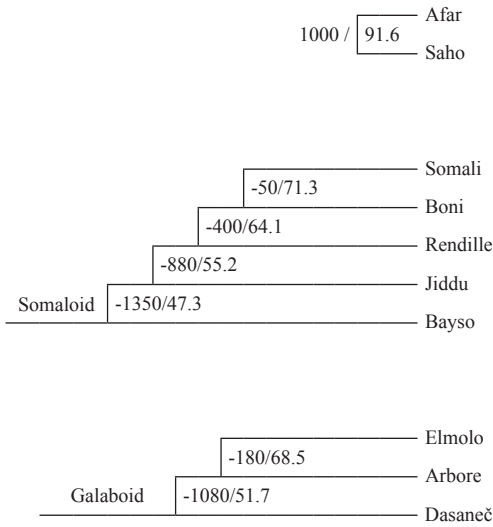 Afar
1000 / 91.6
Saho
Somali
-50/71.3
Boni
-400/64.1
Rendille
-880/55.2
Jiddu
Somaloid -1350/47.3
Bayso
Elmolo
-180/68.5
Arbore
Galaboid -1080/51.7
Dasaneč